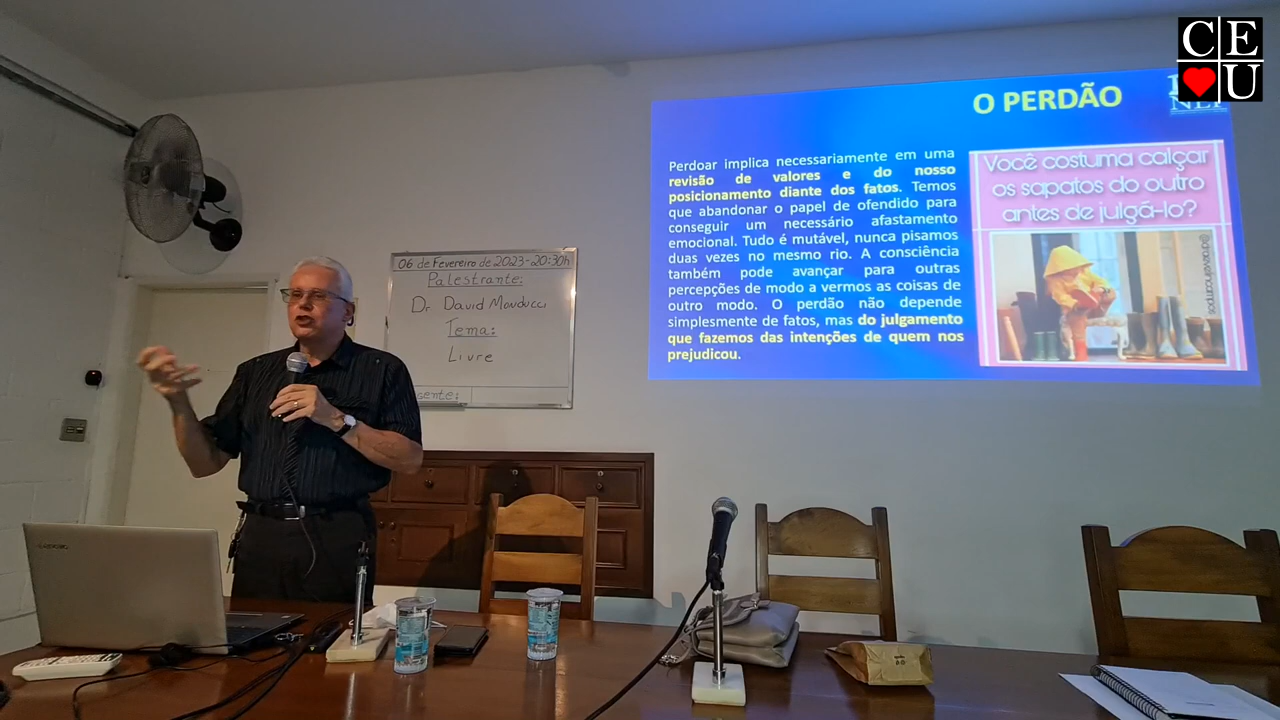 C E
U
O PERDÃO
Perdoar implica necessariamente em uma
revisão de valores e do nosso
posicionamento diante dos fatos. Temos
que abandonar o papel de ofendido para
conseguir um necessário afastamento
emocional. Tudo é mutável, nunca pisamos
duas vezes no mesmo rio. A consciência
também pode avançar para outras
percepções de modo a vermos as coisas de
outro modo. O perdão não depende
simplesmente de fatos, mas do julgamento
que fazemos das intenções de quem nos
prejudicou.
Você costuma calçar
os sapatos do outro
antes de julgá-lo?
06 de Fevereiro de 2023-20:30h
Palestrante:
Dr David Monducci
Tema:
Livre